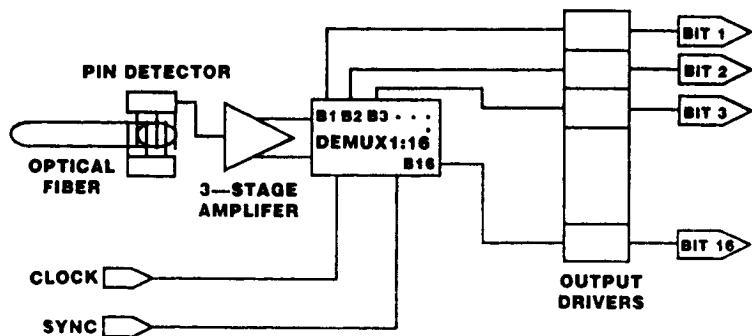 BIT 1
PIN DETECTOR
BIT 2
B1 B2 B3 . . .
BIT 3
DEMUX1:16
B16
OPTICAL
FIBER
3—STAGE
AMPLIFER
BIT 16
CLOCK
OUTPUT
DRIVERS
SYNC